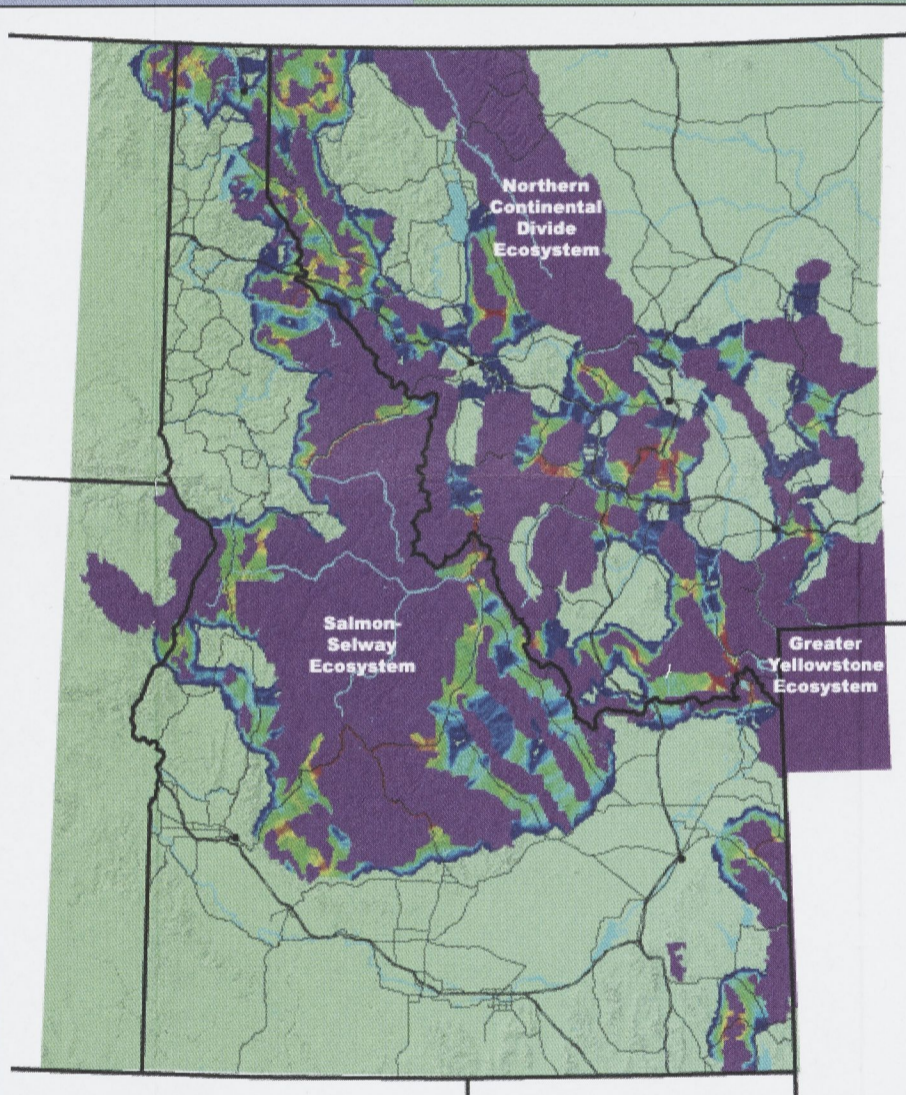 Northern
Continental
Divide
Ecosystem
Salmon-
Selway
Ecosystem
Greater
Yellowstone
Ecosystem